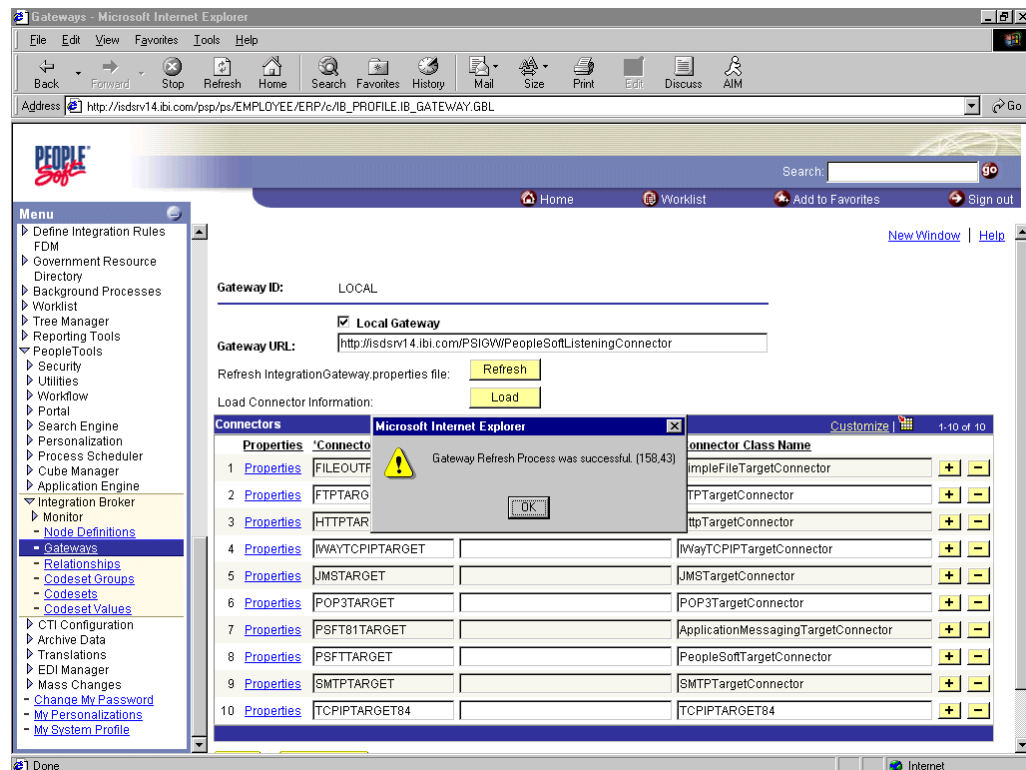 Gateways - Microsoft Internet Explorer
File Edit View Favorites Tools Help
Back Forward Stop Refresh Home Search Favorites History Mail Size Print Edit Discuss AIM
Address http://isdsrv14.ibi.com/psp/ps/EMPLOYEE/ERP/c/IB_PROFILE.IB_GATEWAY.GBL Go
PEOPLE
Soft
Search: go
Home Worklist Add to Favorites Sign out
Menu
Define Integration Rules
FDM
Government Resource
Directory
Background Processes
Worklist
Tree Manager
Reporting Tools
PeopleTools
Security
Utilities
Workflow
Portal
Search Engine
Personalization
Process Scheduler
Cube Manager
Application Engine
Integration Broker
Monitor
- Node Definitions
- Gateways
- Relationships
- Codeset Groups
- Codesets
- Codeset Values
CTI Configuration
Archive Data
Translations
EDI Manager
Mass Changes
- Change My Password
- My Personalizations
- My System Profile
New Window | Help
Gateway ID: LOCAL
Local Gateway
Gateway URL: http://isdsrv14.ibi.com/PSIGW/PeopleSoftListeningConnector
Refresh IntegrationGateway.properties file: Refresh
Load Connector Information: Load
Connectors Customize | 1-10 of 10
Properties *Connecto onnector Class Name
1 Properties FILEOUTP impleFileTargetConnector + -
2 Properties FTPTARG TPTargetConnector + -
3 Properties HTTPTAR ttpTargetConnector + -
4 Properties IWAYTCPIPTARGET IWayTCPIPTargetConnector + -
5 Properties JMSTARGET JMSTargetConnector + -
6 Properties POP3TARGET POP3TargetConnector + -
7 Properties PSFT81TARGET ApplicationMessagingTargetConnector + -
8 Properties PSFTTARGET PeopleSoftTargetConnector + -
9 Properties SMTPTARGET SMTPTargetConnector + -
10 Properties TCPIPTARGET84 TCPIPTARGET84 + -
Microsoft Internet Explorer
Gateway Refresh Process was successful. (158,43)
OK
Done Internet